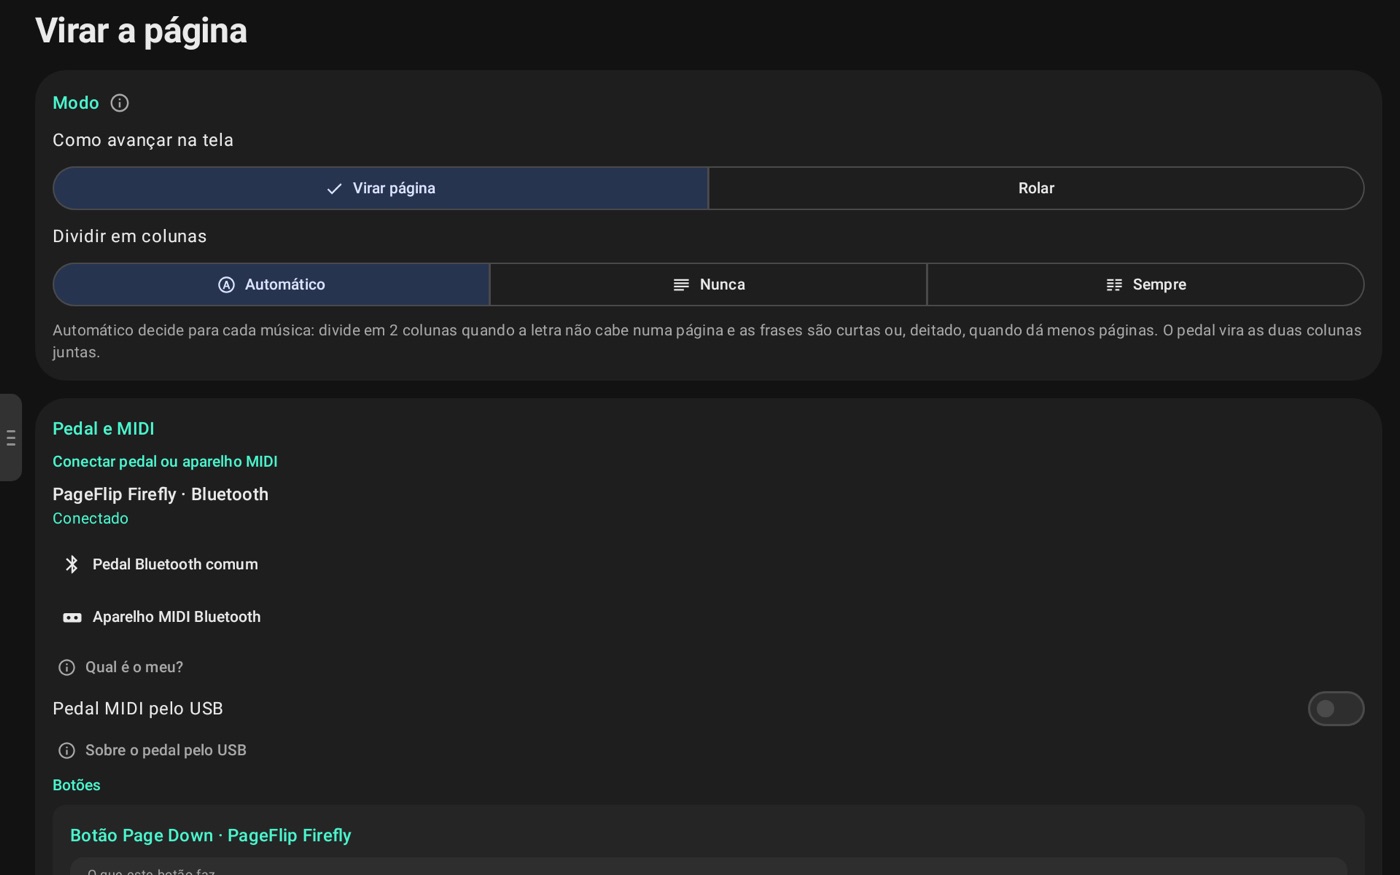 Virar a página
Modo
Como avançar na tela
Virar página
Rolar
Dividir em colunas
Automático
Nunca
Sempre
Automático decide para cada música: divide em 2 colunas quando a letra não cabe numa página e as frases são curtas ou, deitado, quando dá menos páginas. O pedal vira as duas colunas
juntas.
Pedal e MIDI
Conectar pedal ou aparelho MIDI
PageFlip Firefly · Bluetooth
Conectado
Pedal Bluetooth comum
Aparelho MIDI Bluetooth
Qual é o meu?
Pedal MIDI pelo USB
Sobre o pedal pelo USB
Botões
Botão Page Down · PageFlip Firefly
O que este botão faz